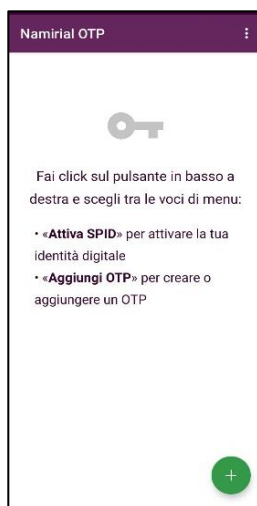 Namirial OTP
Fai click sul pulsante in basso a
destra e scegli tra le voci di menu:
• «Attiva SPID» per attivare la tua
identità digitale
• «Aggiungi OTP» per creare o
aggiungere un OTP